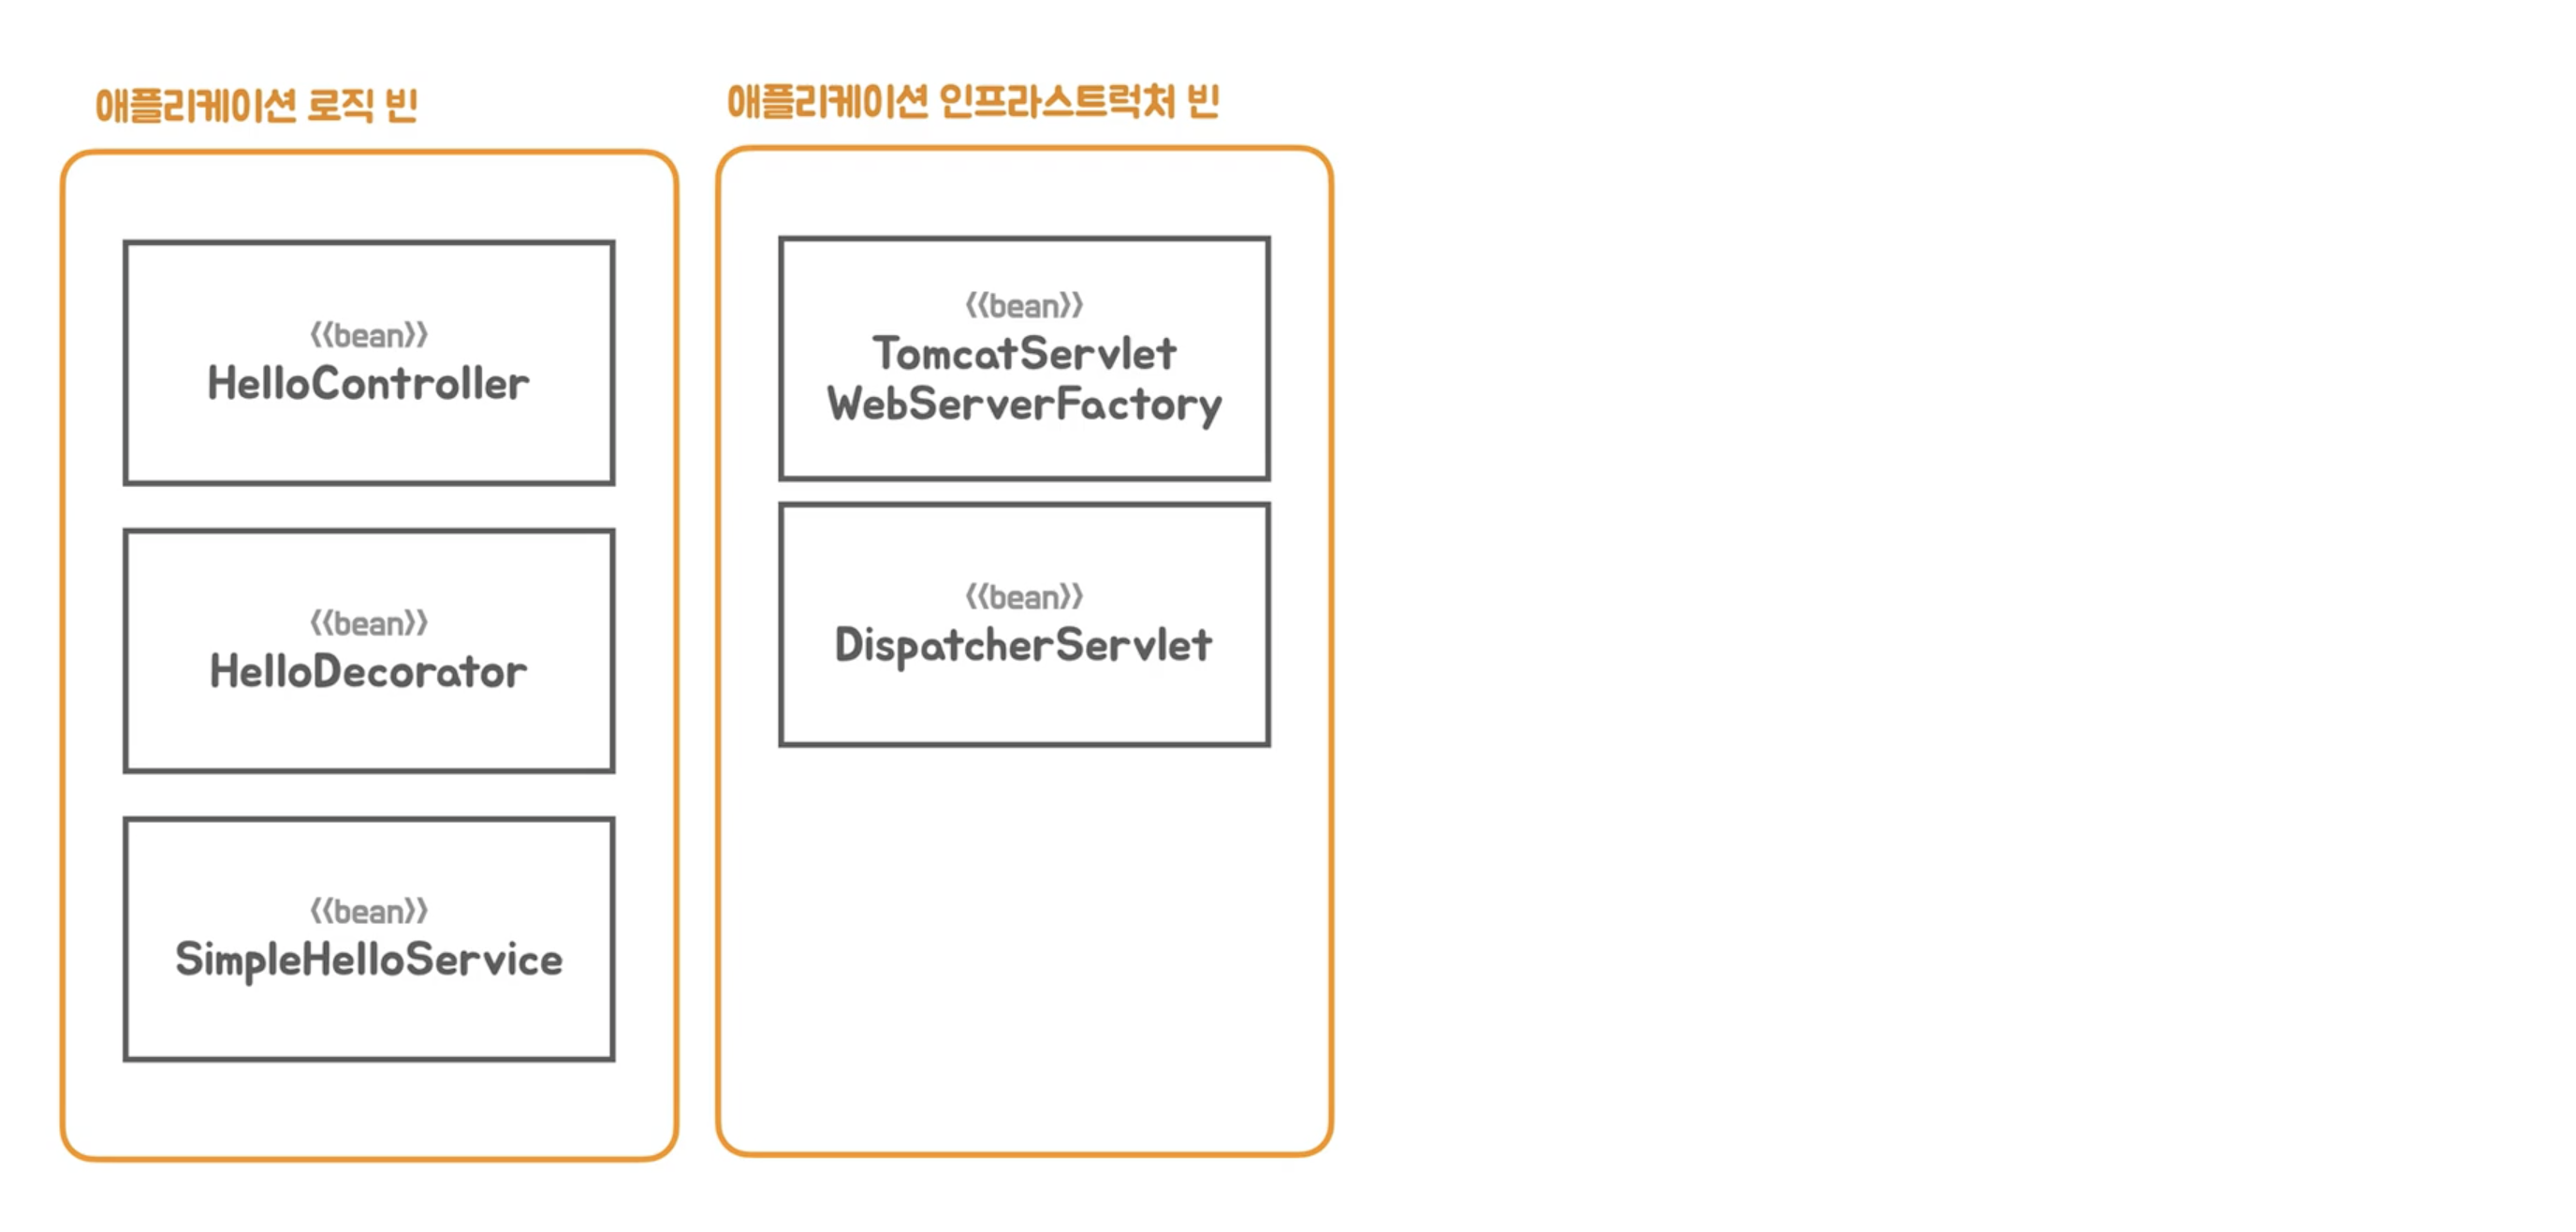 애플리케이션 로직 빈
⟪bean⟫
HelloController
⟪bean⟫
HelloDecorator
⟪bean⟫
SimpleHelloService
애플리케이션 인프라스트럭처 빈
⟪bean⟫
TomcatServlet
WebServerFactory
⟪bean⟫
DispatcherServlet